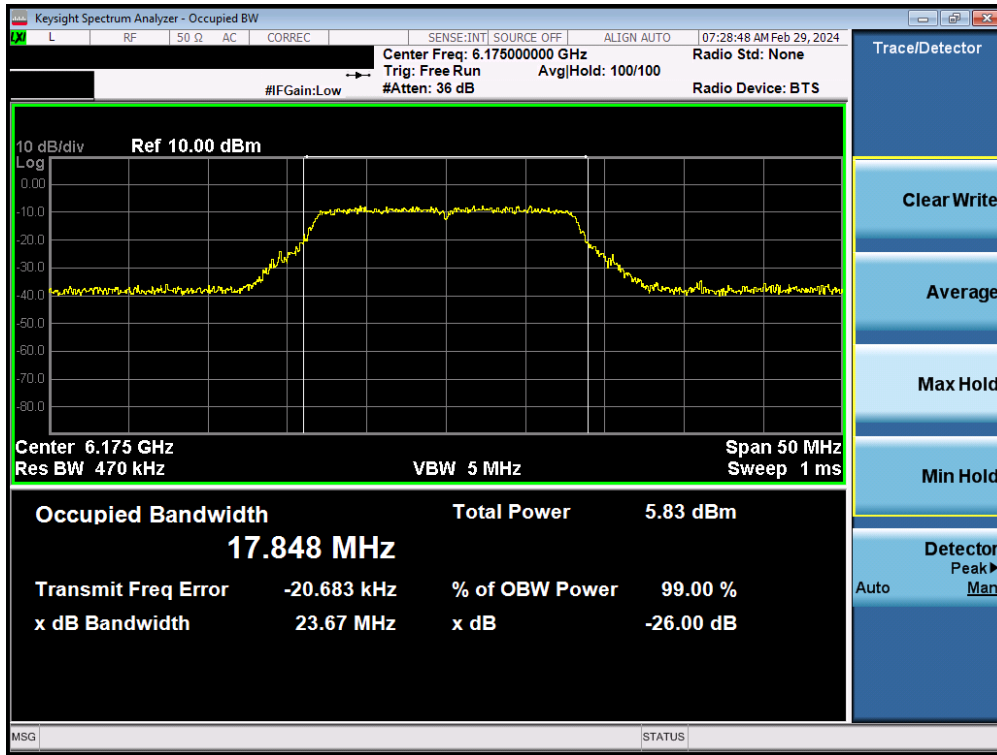 Keysight Spectrum Analyzer - Occupied BW
LXI L RF 50 Ω AC CORREC SENSE:INT SOURCE OFF ALIGN AUTO 07:28:48 AM Feb 29, 2024
Center Freq: 6.175000000 GHz Radio Std: None
Trig: Free Run Avg|Hold: 100/100
#IFGain:Low #Atten: 36 dB Radio Device: BTS
Trace/Detector
10 dB/div Ref 10.00 dBm
Log
0.00
-10.0
-20.0
-30.0
-40.0
-50.0
-60.0
-70.0
-80.0
Center 6.175 GHz Span 50 MHz
Res BW 470 kHz VBW 5 MHz Sweep 1 ms
Occupied Bandwidth Total Power 5.83 dBm
17.848 MHz
Transmit Freq Error -20.683 kHz % of OBW Power 99.00 %
x dB Bandwidth 23.67 MHz x dB -26.00 dB
Clear Write
Average
Max Hold
Min Hold
Detector
Peak▶
Auto Man
MSG STATUS